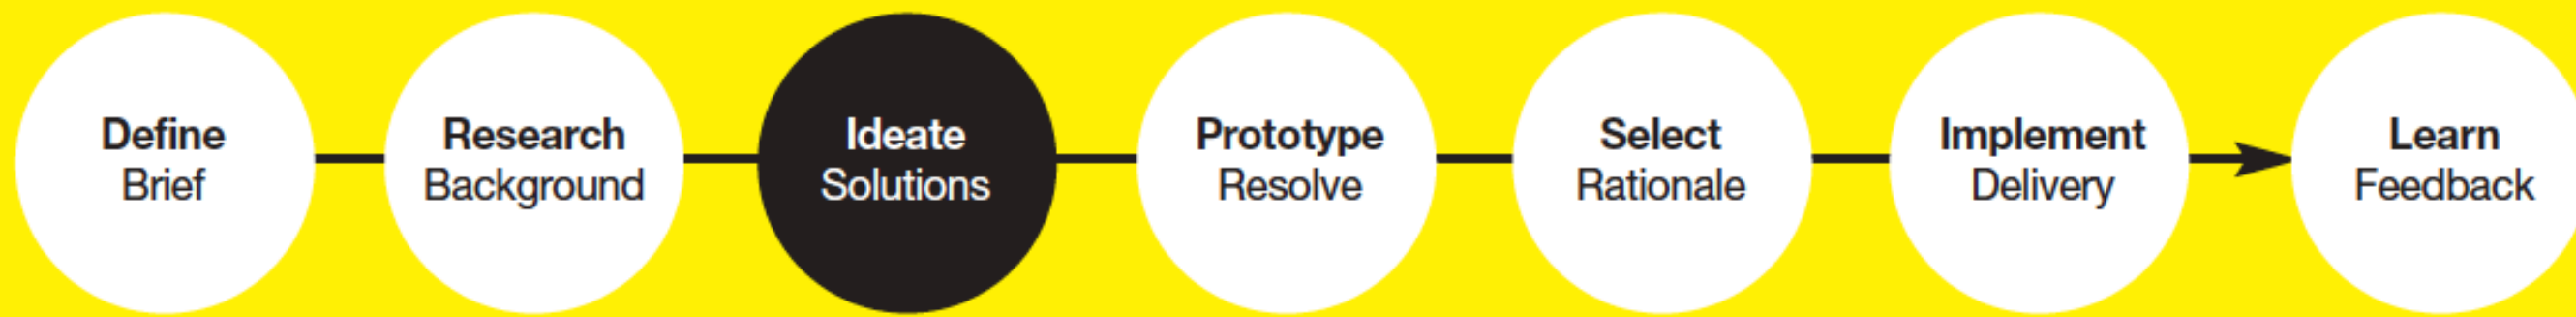 Define
Brief
Research
Background
Ideate
Solutions
Prototype
Resolve
Select
Rationale
Implement
Delivery
Learn
Feedback